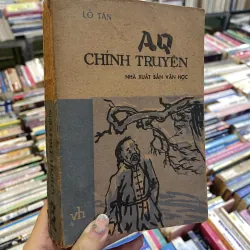 LỖ TẤN
AQ
CHÍNH TRUYỆN
NHÀ XUẤT BẢN VĂN HỌC
vh